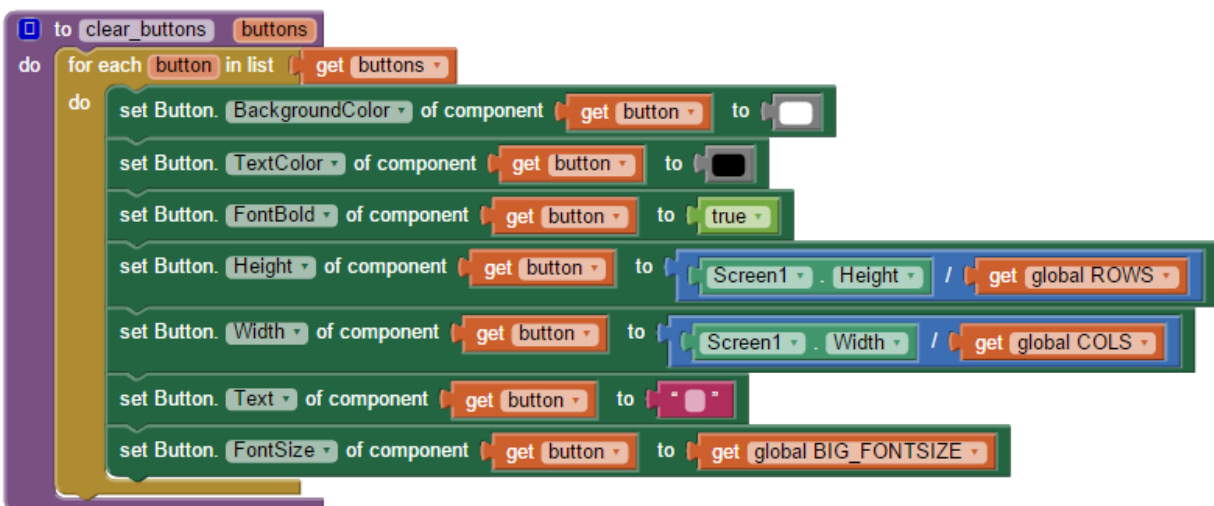 to clear_buttons buttons
do for each button in list get buttons
do set Button. BackgroundColor of component get button to
set Button. TextColor of component get button to
set Button. FontBold of component get button to true
set Button. Height of component get button to Screen1 . Height / get global ROWS
set Button. Width of component get button to Screen1 . Width / get global COLS
set Button. Text of component get button to “ ”
set Button. FontSize of component get button to get global BIG_FONTSIZE